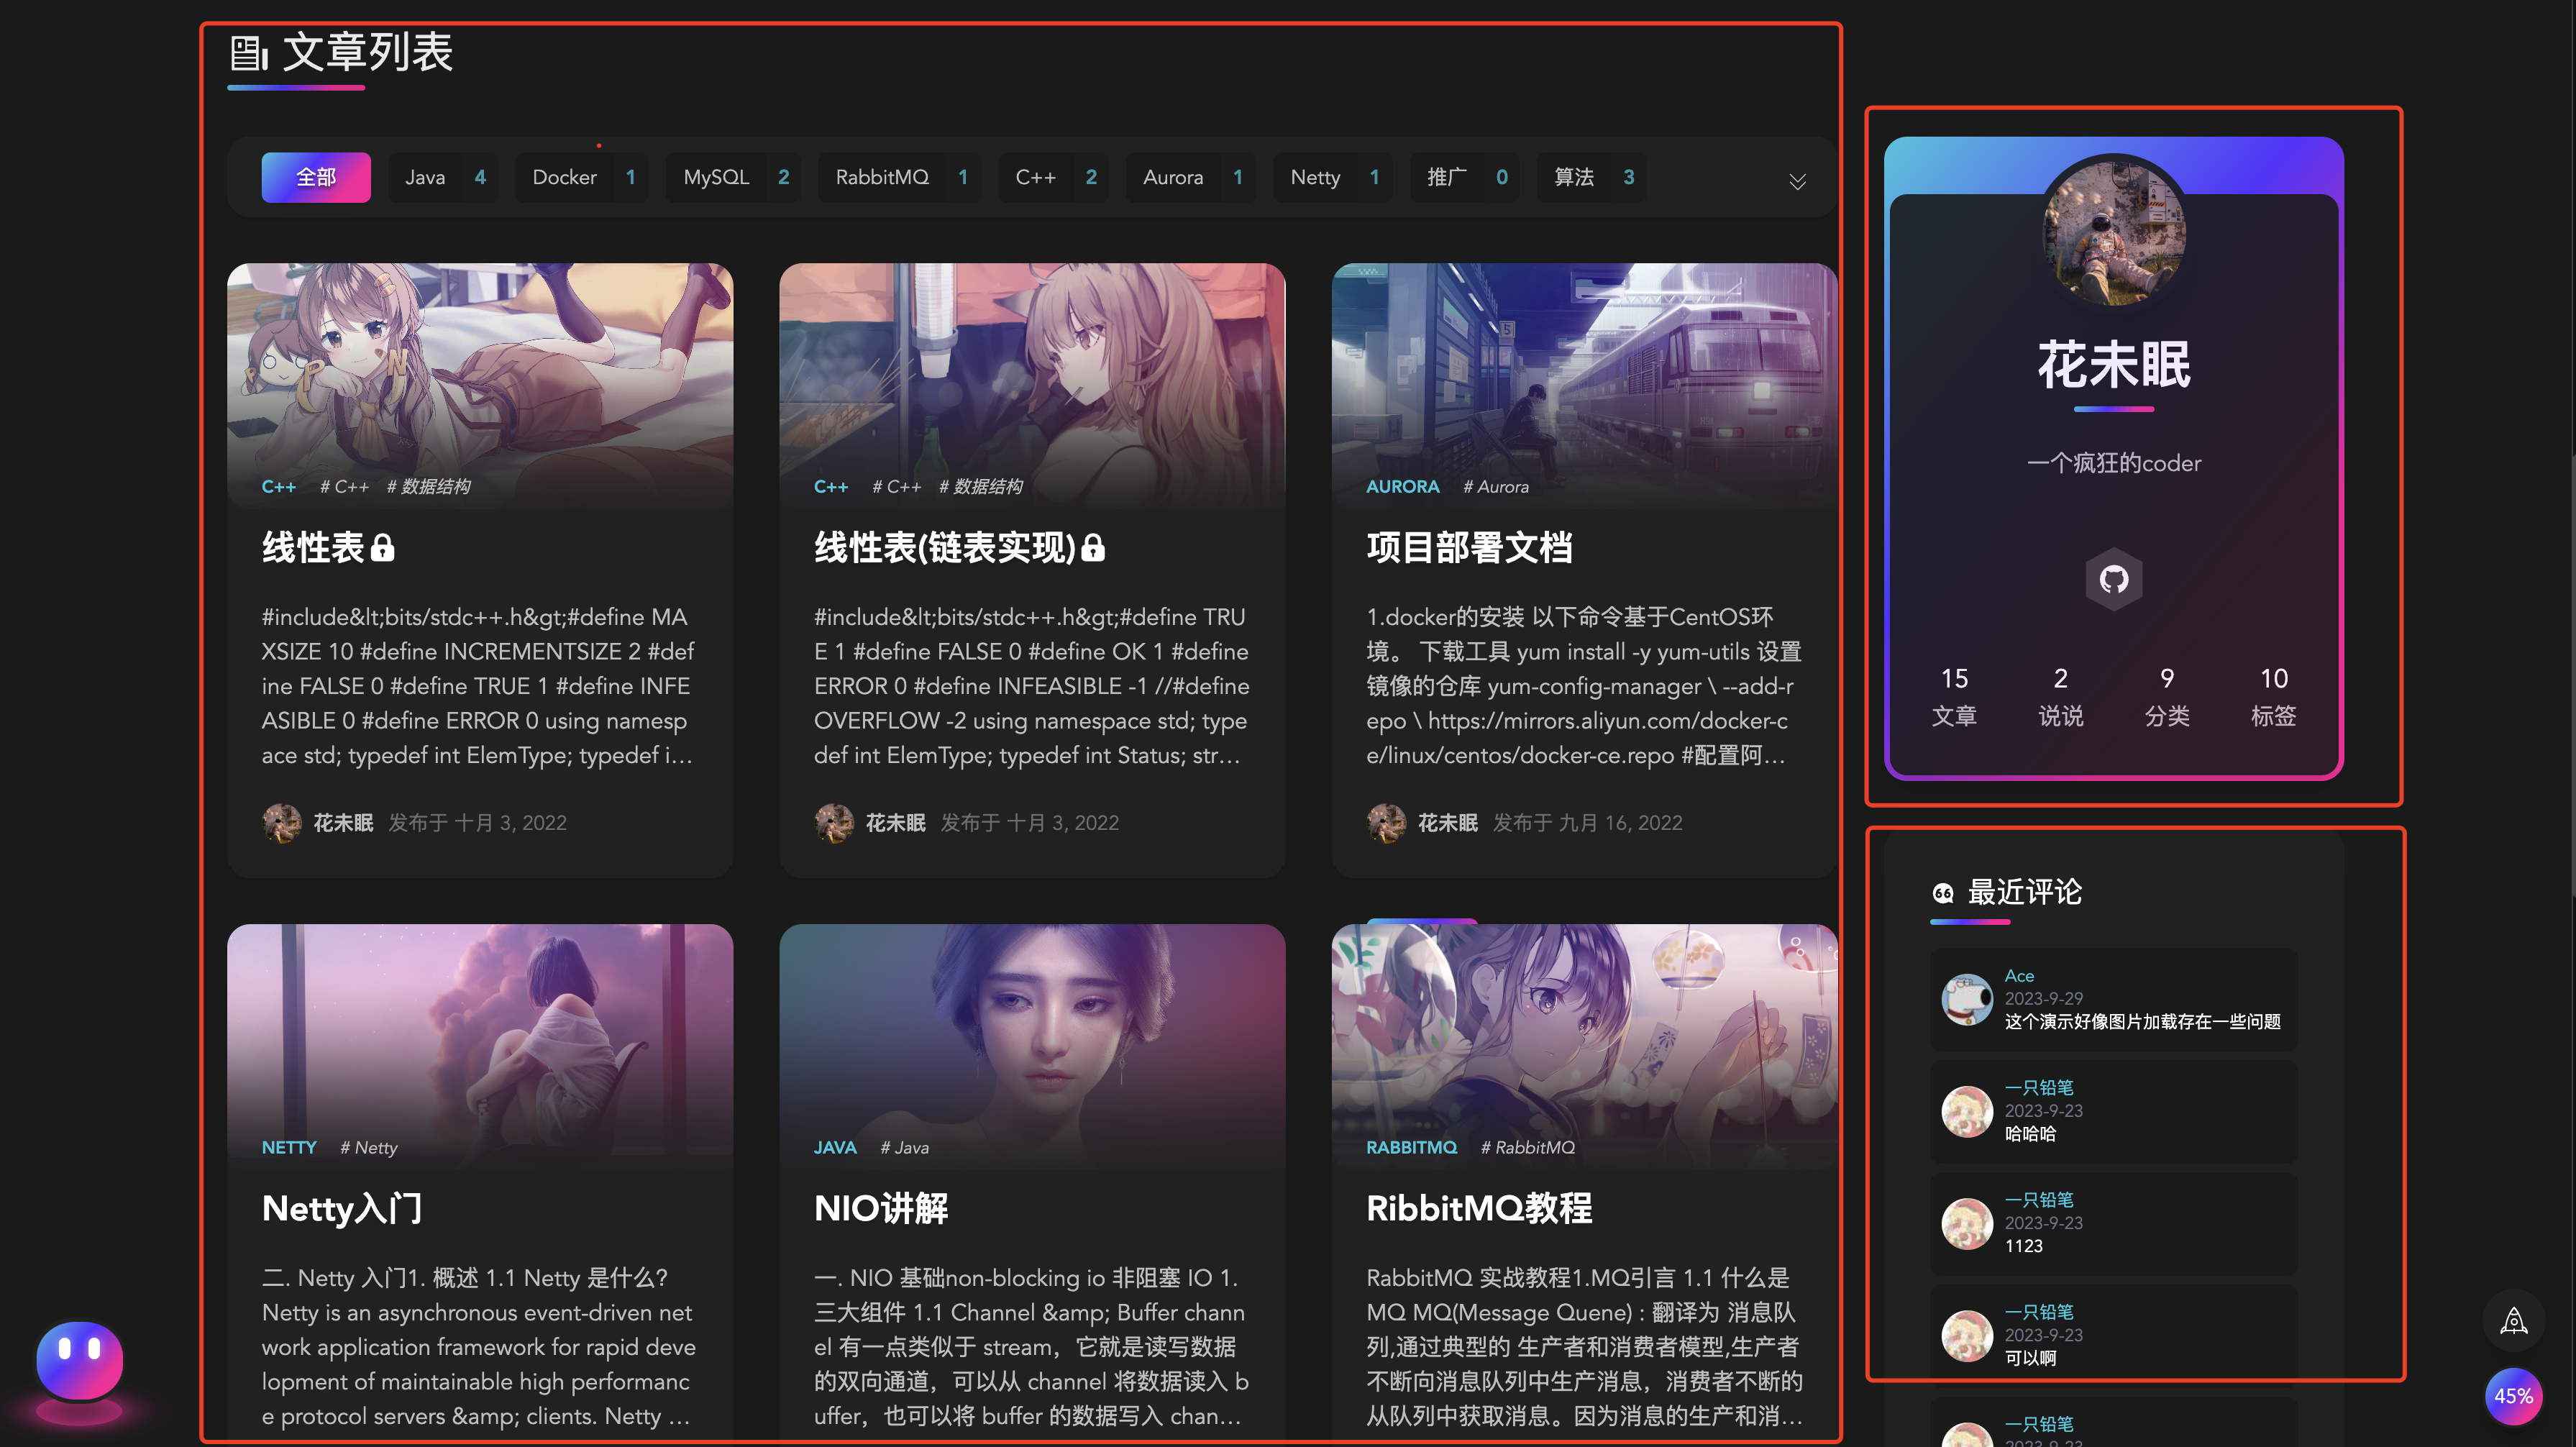 文章列表
全部 Java 4 Docker 1 MySQL 2 RabbitMQ 1 C++ 2 Aurora 1 Netty 1 推广 0 算法 3
C++ # C++ # 数据结构
线性表
#include&lt;bits/stdc++.h&gt;#define MA
XSIZE 10 #define INCREMENTSIZE 2 #def
ine FALSE 0 #define TRUE 1 #define INFE
ASIBLE 0 #define ERROR 0 using namesp
ace std; typedef int ElemType; typedef i…
花未眠 发布于 十月 3, 2022
C++ # C++ # 数据结构
线性表(链表实现)
#include&lt;bits/stdc++.h&gt;#define TRU
E 1 #define FALSE 0 #define OK 1 #define
ERROR 0 #define INFEASIBLE -1 //#define
OVERFLOW -2 using namespace std; type
def int ElemType; typedef int Status; str…
花未眠 发布于 十月 3, 2022
AURORA # Aurora
项目部署文档
1.docker的安装 以下命令基于CentOS环
境。 下载工具 yum install -y yum-utils 设置
镜像的仓库 yum-config-manager \ --add-r
epo \ https://mirrors.aliyun.com/docker-c
e/linux/centos/docker-ce.repo #配置阿…
花未眠 发布于 九月 16, 2022
NETTY # Netty
Netty入门
二. Netty 入门1. 概述 1.1 Netty 是什么?
Netty is an asynchronous event-driven net
work application framework for rapid deve
lopment of maintainable high performanc
e protocol servers &amp; clients. Netty …
JAVA # Java
NIO讲解
一. NIO 基础non-blocking io 非阻塞 IO 1.
三大组件 1.1 Channel &amp; Buffer chann
el 有一点类似于 stream，它就是读写数据
的双向通道，可以从 channel 将数据读入 b
uffer，也可以将 buffer 的数据写入 chan…
RABBITMQ # RabbitMQ
RibbitMQ教程
RabbitMQ 实战教程1.MQ引言 1.1 什么是
MQ MQ(Message Quene) : 翻译为 消息队
列,通过典型的 生产者和消费者模型,生产者
不断向消息队列中生产消息，消费者不断的
从队列中获取消息。因为消息的生产和消…
花未眠
一个疯狂的coder
15 2 9 10
文章 说说 分类 标签
最近评论
Ace
2023-9-29
这个演示好像图片加载存在一些问题
一只铅笔
2023-9-23
哈哈哈
一只铅笔
2023-9-23
1123
一只铅笔
2023-9-23
可以啊
一只铅笔
2023-9-23
45%